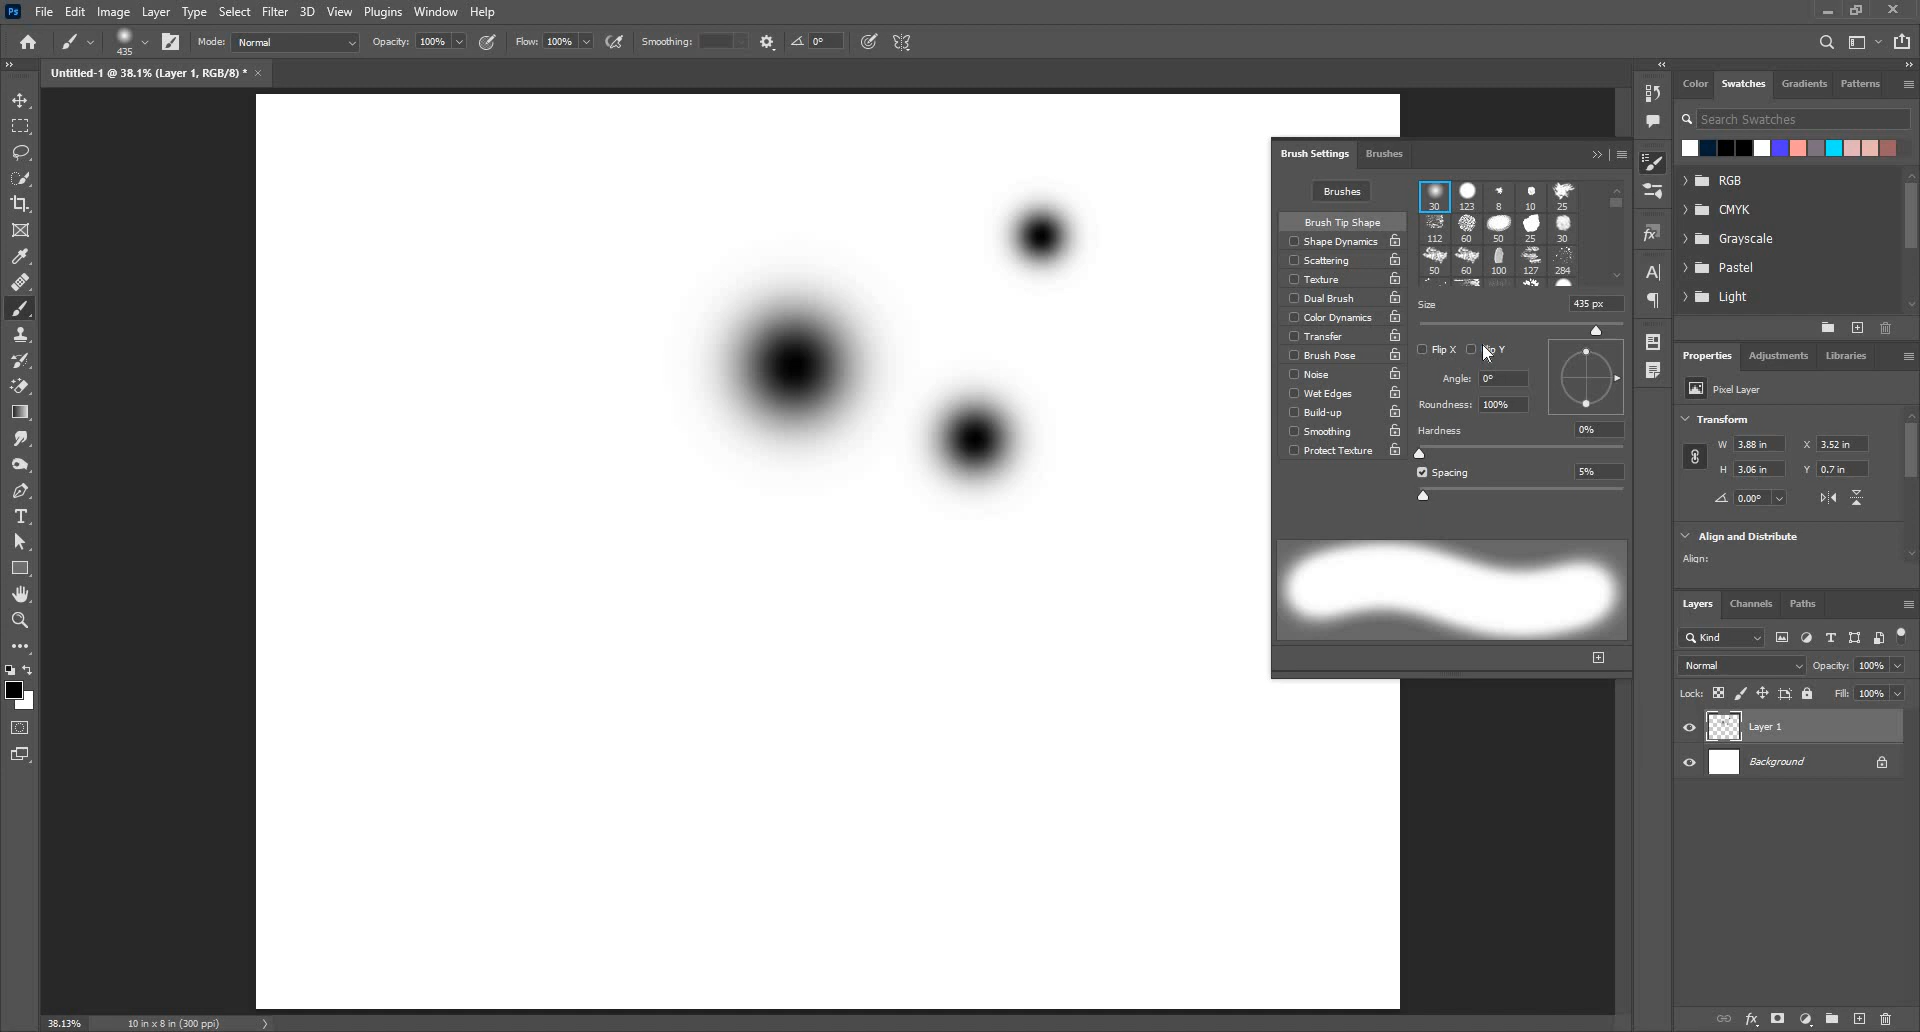 Ps File Edit Image Layer Type Select Filter 3D View Plugins Window Help
435 Mode: Normal Opacity: 100% Flow: 100% Smoothing: 0°
Untitled-1 @ 38.1% (Layer 1, RGB/8) *
Color Swatches Gradients Patterns
Search Swatches
RGB
CMYK
Grayscale
Pastel
Light
Brush Settings Brushes
Brushes
Brush Tip Shape
Shape Dynamics
Scattering
Texture
Dual Brush
Color Dynamics
Transfer
Brush Pose
Noise
Wet Edges
Build-up
Smoothing
Protect Texture
30 123 8 10 25
112 60 50 25 30
50 60 100 127 284
Size 435 px
Flip X Y
Angle: 0°
Roundness: 100%
Hardness 0%
Spacing 5%
Properties Adjustments Libraries
Pixel Layer
Transform
W 3.88 in X 3.52 in
H 3.06 in Y 0.7 in
0.00°
Align and Distribute
Align:
Layers Channels Paths
Kind
Normal Opacity: 100%
Lock: Fill: 100%
Layer 1
Background
38.13% 10 in x 8 in (300 ppi)